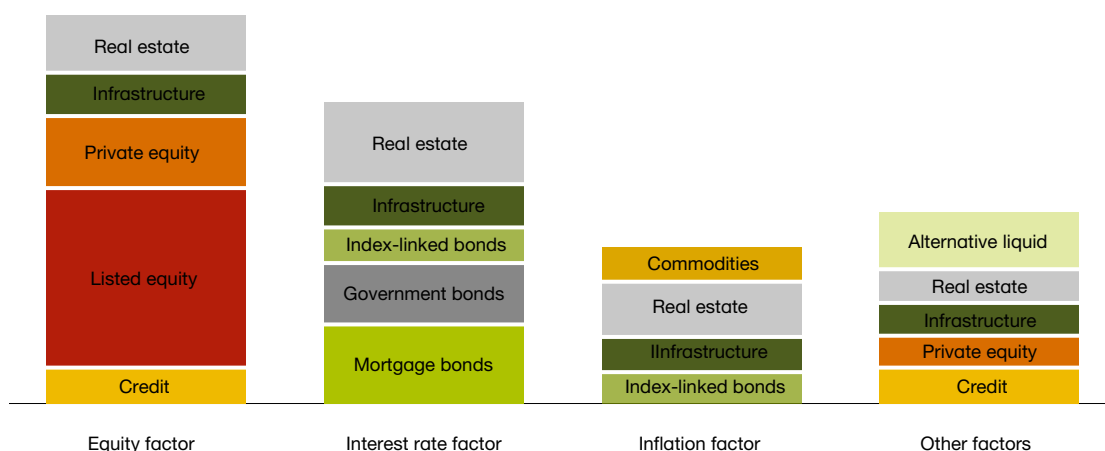 Real estate
Infrastructure
Private equity
Listed equity
Credit
Equity factor
Real estate
Infrastructure
Index-linked bonds
Government bonds
Mortgage bonds
Interest rate factor
Commodities
Real estate
IInfrastructure
Index-linked bonds
Inflation factor
Alternative liquid
Real estate
Infrastructure
Private equity
Credit
Other factors